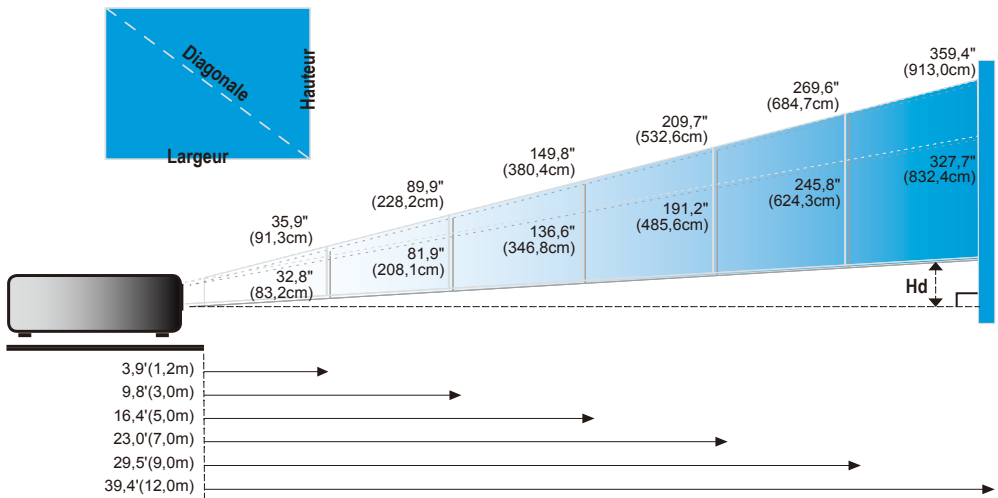 Diagonale
Hauteur
Largeur
35,9"
(91,3cm)
89,9"
(228,2cm)
149,8"
(380,4cm)
209,7"
(532,6cm)
269,6"
(684,7cm)
359,4"
(913,0cm)
32,8"
(83,2cm)
81,9"
(208,1cm)
136,6"
(346,8cm)
191,2"
(485,6cm)
245,8"
(624,3cm)
327,7"
(832,4cm)
Hd
3,9'(1,2m)
9,8'(3,0m)
16,4'(5,0m)
23,0'(7,0m)
29,5'(9,0m)
39,4'(12,0m)